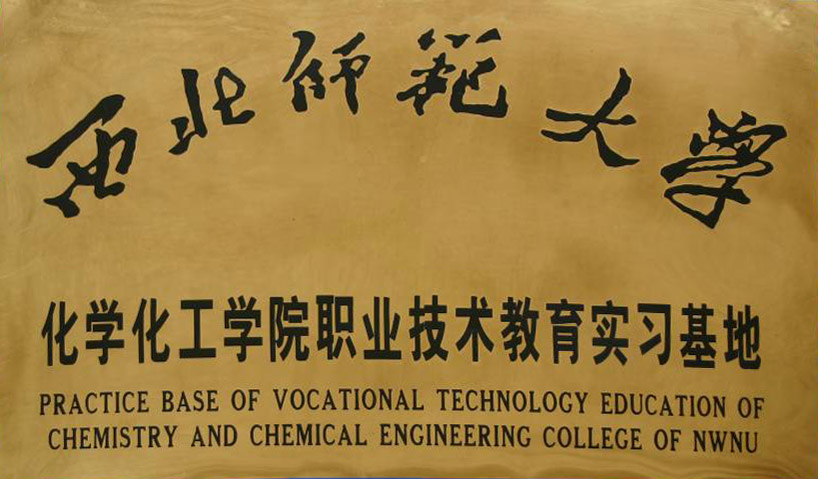 西北师范大学
化学化工学院职业技术教育实习基地
PRACTICE BASE OF VOCATIONAL TECHNOLOGY EDUCATION OF
CHEMISTRY AND CHEMICAL ENGINEERING COLLEGE OF NWNU